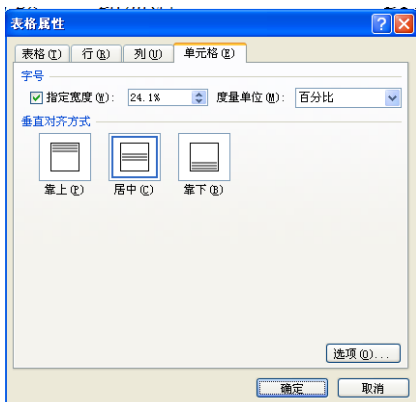 表格属性
表格(T) 行(R) 列(U) 单元格(E)
字号
指定宽度(W): 24.1% 度量单位(M): 百分比
垂直对齐方式
靠上(P) 居中(C) 靠下(B)
选项(O)...
确定 取消